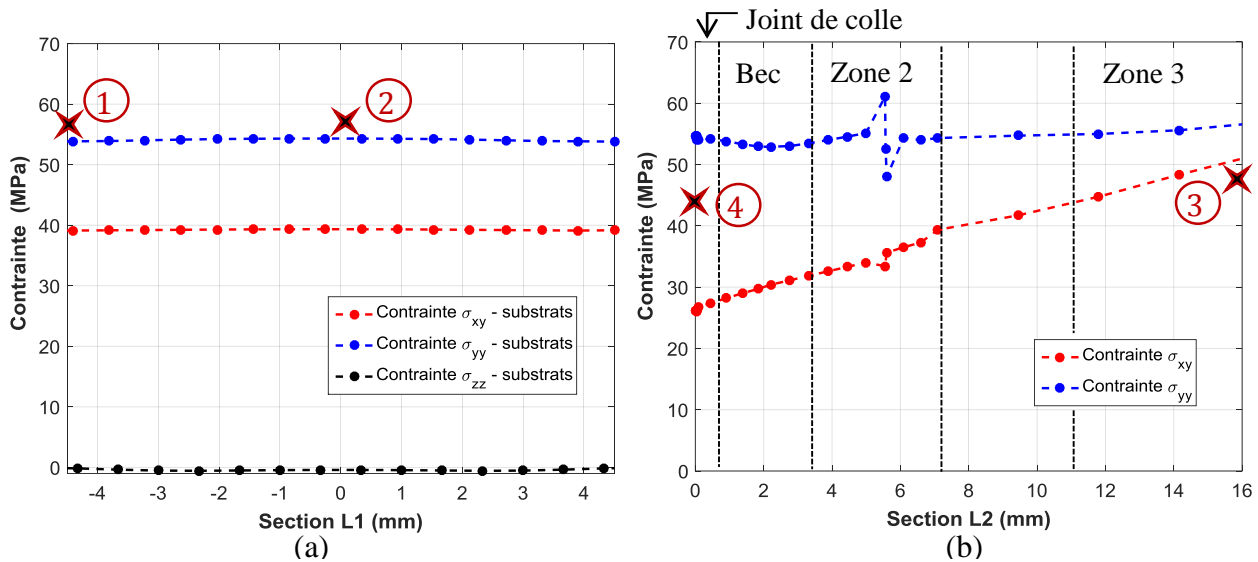 Joint de colle
70
60
50
40
30
20
10
0
Contrainte (MPa)
1
2
Contrainte σxy - substrats
Contrainte σyy - substrats
Contrainte σzz - substrats
-4 -3 -2 -1 0 1 2 3 4
Section L1 (mm)
(a)
70
60
50
40
30
20
10
0
Contrainte (MPa)
Bec Zone 2 Zone 3
4
3
Contrainte σxy
Contrainte σyy
0 2 4 6 8 10 12 14 16
Section L2 (mm)
(b)